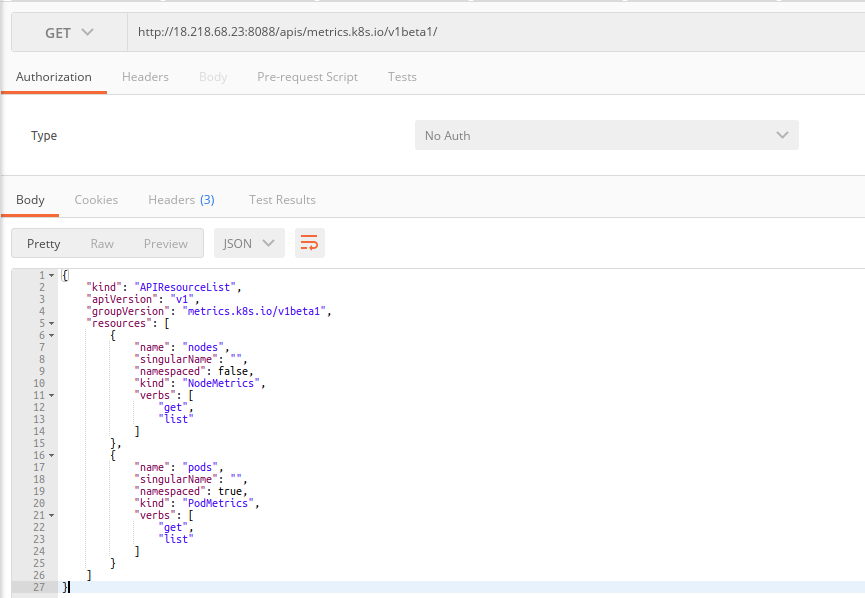 GET http://18.218.68.23:8088/apis/metrics.k8s.io/v1beta1/
Authorization Headers Body Pre-request Script Tests
Type No Auth
Body Cookies Headers (3) Test Results
Pretty Raw Preview JSON
1 {
2 "kind": "APIResourceList",
3 "apiVersion": "v1",
4 "groupVersion": "metrics.k8s.io/v1beta1",
5 "resources": [
6 {
7 "name": "nodes",
8 "singularName": "",
9 "namespaced": false,
10 "kind": "NodeMetrics",
11 "verbs": [
12 "get",
13 "list"
14 ]
15 },
16 {
17 "name": "pods",
18 "singularName": "",
19 "namespaced": true,
20 "kind": "PodMetrics",
21 "verbs": [
22 "get",
23 "list"
24 ]
25 }
26 ]
27 }